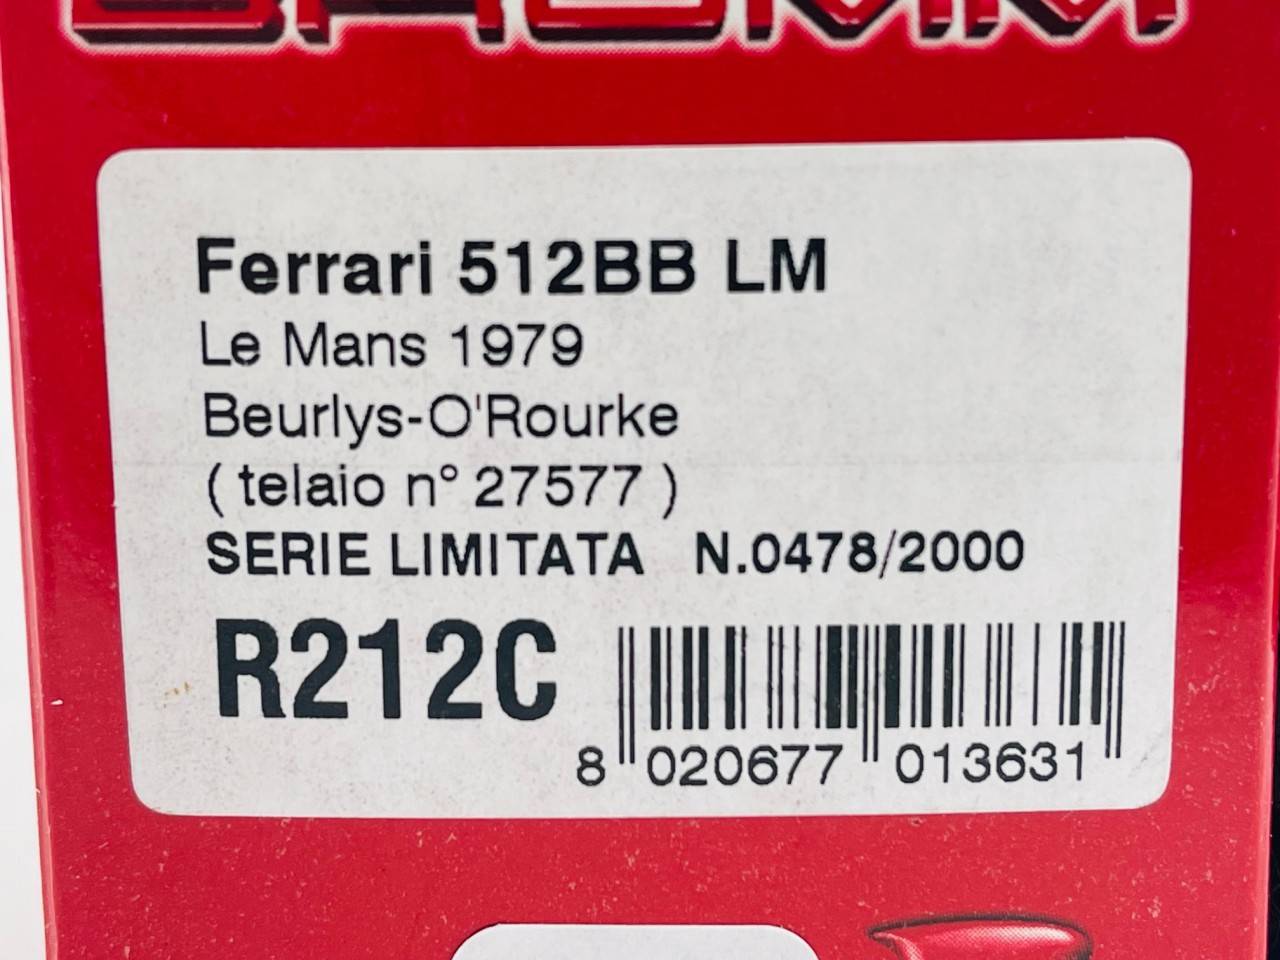 Ferrari 512BB LM
Le Mans 1979
Beurlys-O'Rourke
( telaio n° 27577 )
SERIE LIMITATA N.0478/2000
R212C
8 020677 013631